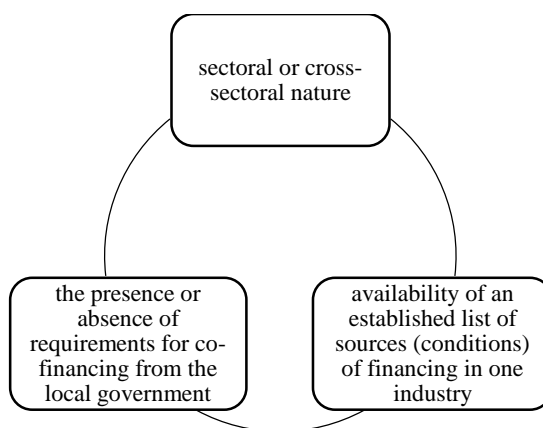 sectoral or cross-
sectoral nature
the presence or
absence of
requirements for co-
financing from the
local government
availability of an
established list of
sources (conditions)
of financing in one
industry